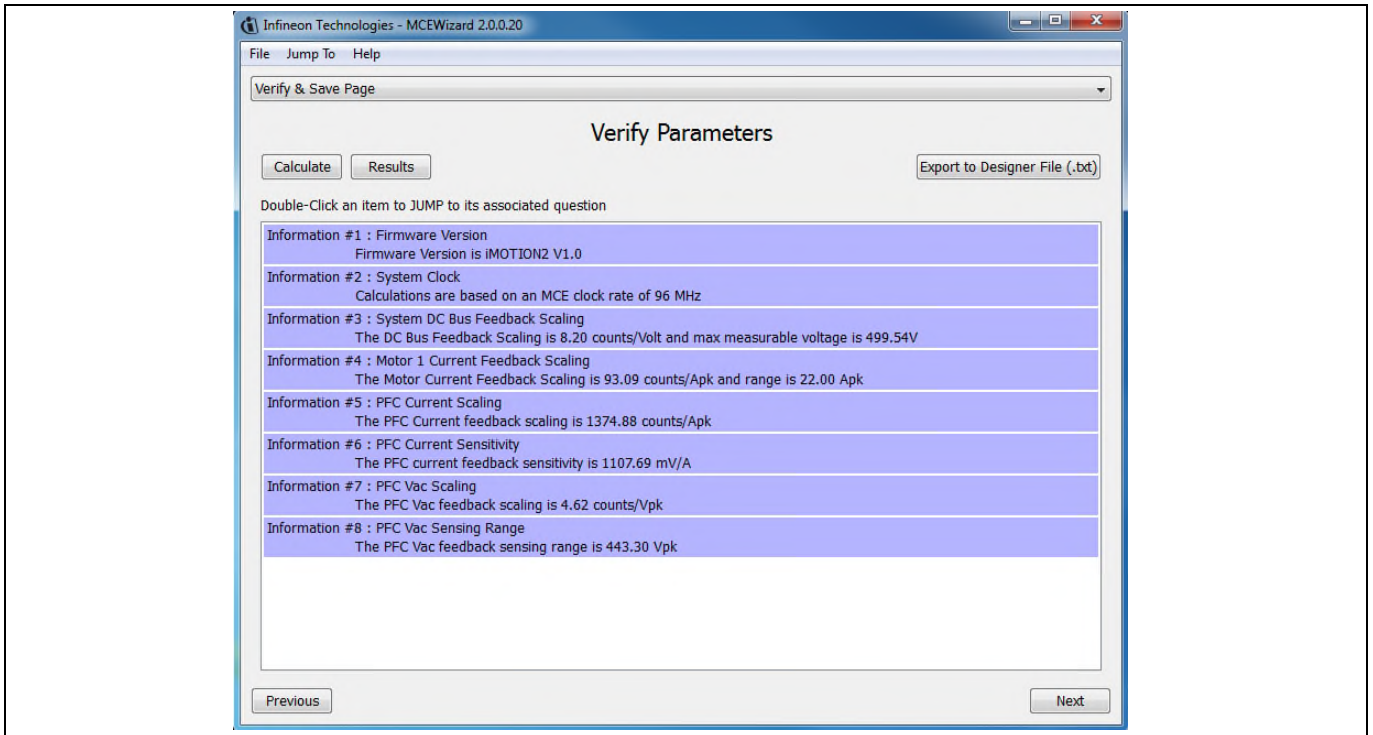 Infineon Technologies - MCEWizard 2.0.0.20
File Jump To Help
Verify & Save Page
Verify Parameters
Calculate Results Export to Designer File (.txt)
Double-Click an item to JUMP to its associated question
Information #1 : Firmware Version
Firmware Version is iMOTION2 V1.0
Information #2 : System Clock
Calculations are based on an MCE clock rate of 96 MHz
Information #3 : System DC Bus Feedback Scaling
The DC Bus Feedback Scaling is 8.20 counts/Volt and max measurable voltage is 499.54V
Information #4 : Motor 1 Current Feedback Scaling
The Motor Current Feedback Scaling is 93.09 counts/Apk and range is 22.00 Apk
Information #5 : PFC Current Scaling
The PFC Current feedback scaling is 1374.88 counts/Apk
Information #6 : PFC Current Sensitivity
The PFC current feedback sensitivity is 1107.69 mV/A
Information #7 : PFC Vac Scaling
The PFC Vac feedback scaling is 4.62 counts/Vpk
Information #8 : PFC Vac Sensing Range
The PFC Vac feedback sensing range is 443.30 Vpk
Previous Next